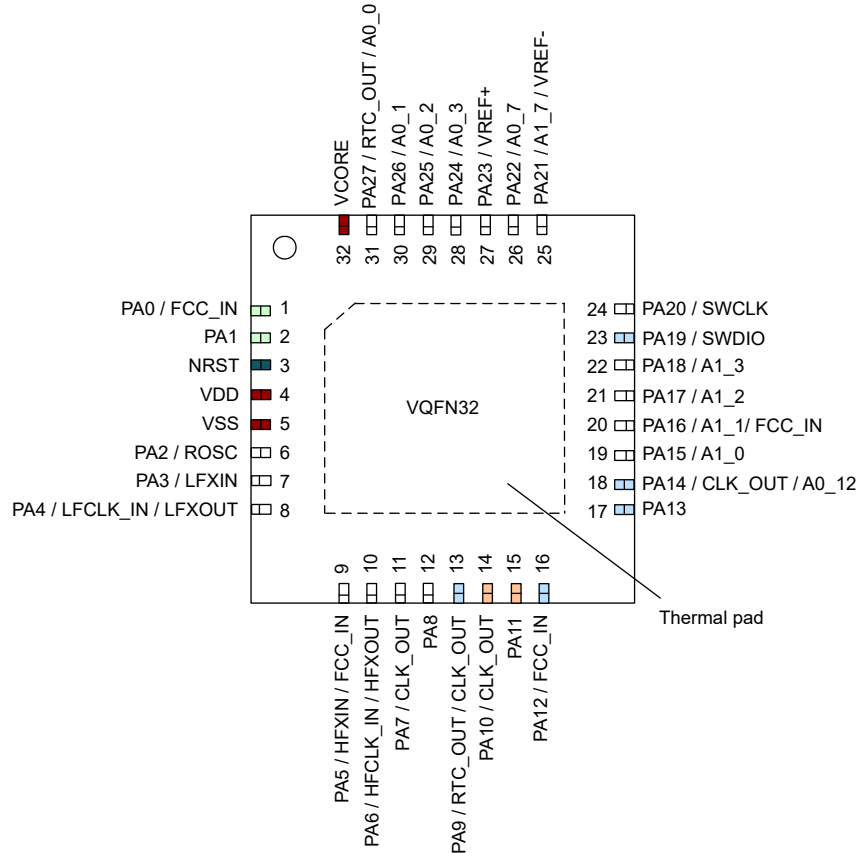 VCORE
PA27 / RTC_OUT / A0_0
PA26 / A0_1
PA25 / A0_2
PA24 / A0_3
PA23 / VREF+
PA22 / A0_7
PA21 / A1_7 / VREF-
32
31
30
29
28
27
26
25
PA0 / FCC_IN 1
PA1 2
NRST 3
VDD 4
VSS 5
PA2 / ROSC 6
PA3 / LFXIN 7
PA4 / LFCLK_IN / LFXOUT 8
VQFN32
24 PA20 / SWCLK
23 PA19 / SWDIO
22 PA18 / A1_3
21 PA17 / A1_2
20 PA16 / A1_1/ FCC_IN
19 PA15 / A1_0
18 PA14 / CLK_OUT / A0_12
17 PA13
9
10
11
12
13
14
15
16
PA5 / HFXIN / FCC_IN
PA6 / HFCLK_IN / HFXOUT
PA7 / CLK_OUT
PA8
PA9 / RTC_OUT / CLK_OUT
PA10 / CLK_OUT
PA11
PA12 / FCC_IN
Thermal pad